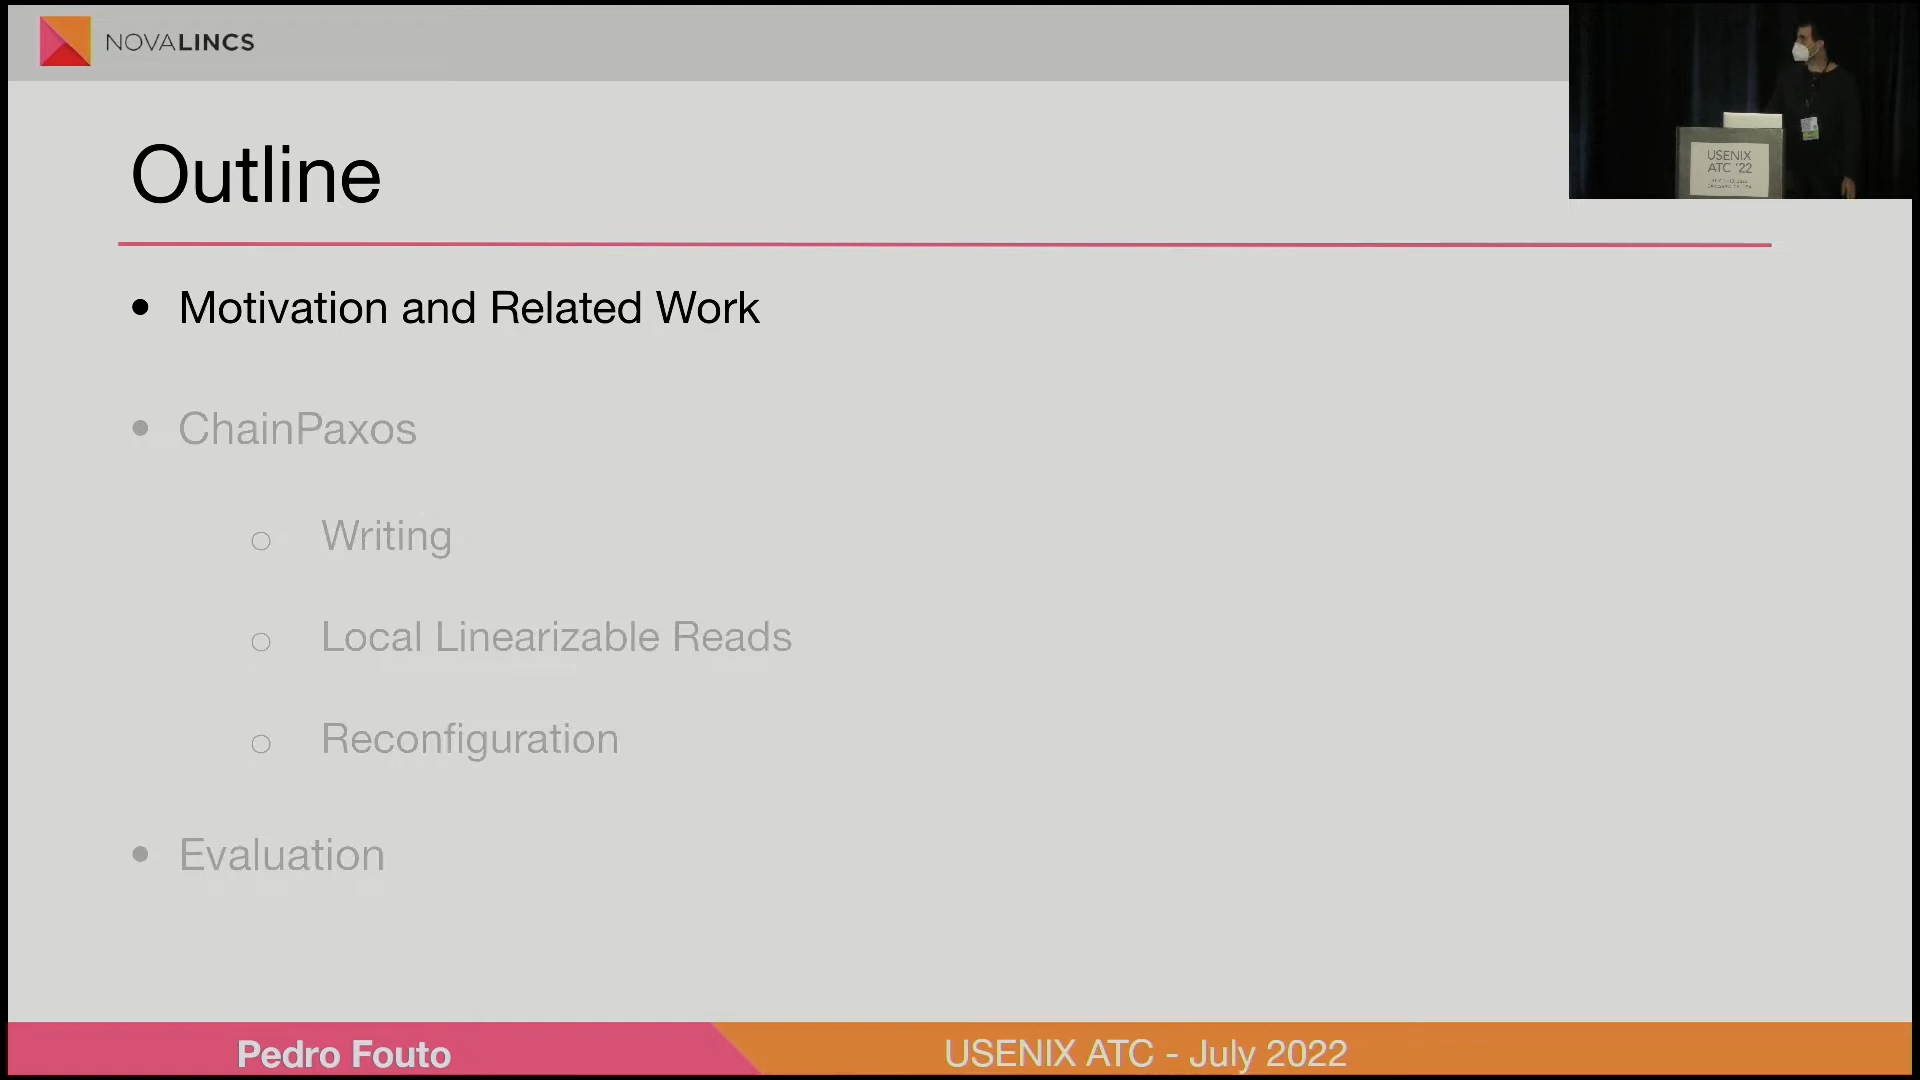 NOVALINCS
USENIX
ATC '22
Outline
• Motivation and Related Work
• ChainPaxos
○ Writing
○ Local Linearizable Reads
○ Reconfiguration
• Evaluation
Pedro Fouto
USENIX ATC - July 2022